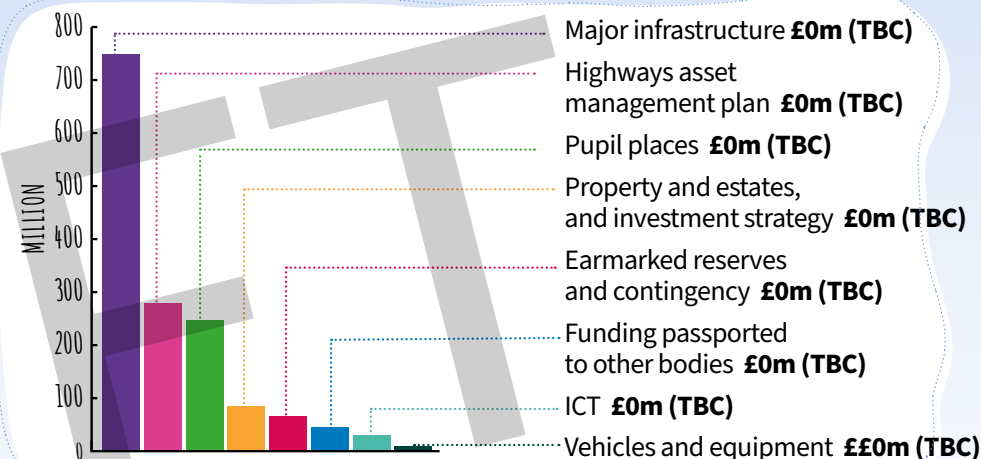 800
700
600
500
400
300
200
100
0
MILLION
Major infrastructure £0m (TBC)
Highways asset
management plan £0m (TBC)
Pupil places £0m (TBC)
Property and estates,
and investment strategy £0m (TBC)
Earmarked reserves
and contingency £0m (TBC)
Funding passported
to other bodies £0m (TBC)
ICT £0m (TBC)
Vehicles and equipment ££0m (TBC)
FT